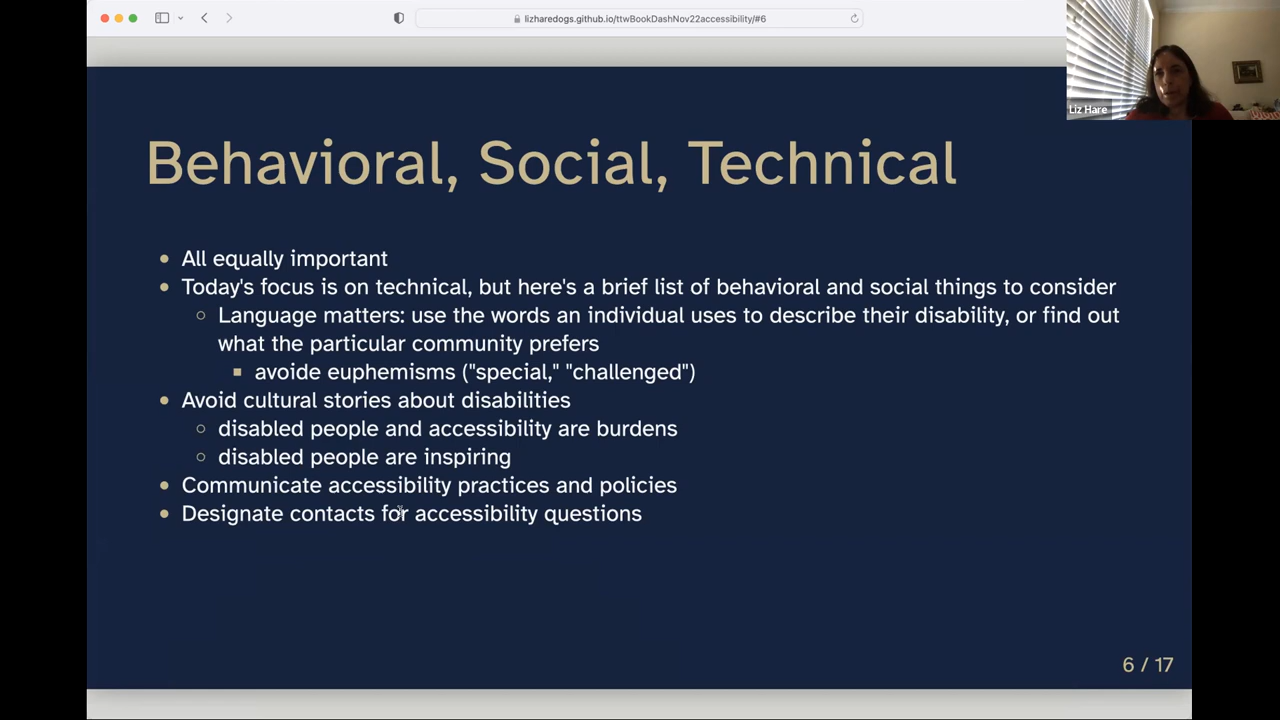 lizharedogs.github.io/ttwBookDashNov22accessibility/#6
Liz Hare
Behavioral, Social, Technical
All equally important
Today's focus is on technical, but here's a brief list of behavioral and social things to consider
Language matters: use the words an individual uses to describe their disability, or find out
what the particular community prefers
avoide euphemisms ("special," "challenged")
Avoid cultural stories about disabilities
disabled people and accessibility are burdens
disabled people are inspiring
Communicate accessibility practices and policies
Designate contacts for accessibility questions
6 / 17